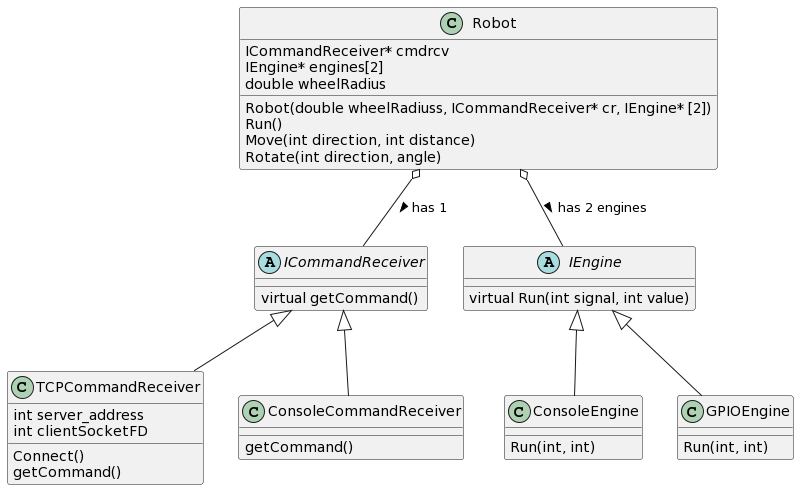 C Robot
ICommandReceiver* cmdrcv
IEngine* engines[2]
double wheelRadius
Robot(double wheelRadiuss, ICommandReceiver* cr, IEngine* [2])
Run()
Move(int direction, int distance)
Rotate(int direction, angle)
has 1
has 2 engines
A ICommandReceiver
virtual getCommand()
A IEngine
virtual Run(int signal, int value)
C TCPCommandReceiver
int server_address
int clientSocketFD
Connect()
getCommand()
C ConsoleCommandReceiver
getCommand()
C ConsoleEngine
Run(int, int)
C GPIOEngine
Run(int, int)